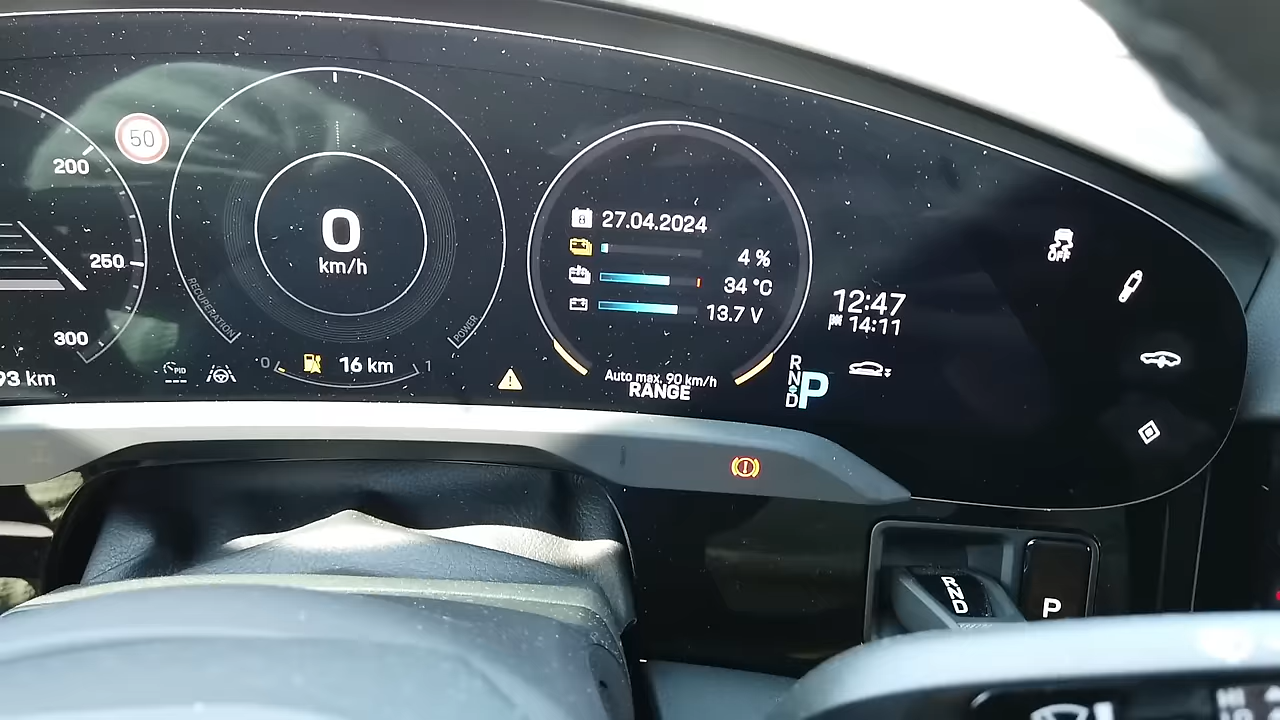 200
250
300
93 km
50
0
km/h
RECUPERATION
POWER
PID
0
16 km
1
27.04.2024
4 %
34 °C
13.7 V
Auto max. 90 km/h
RANGE
12:47
14:11
R
N
D
P
OFF
R
N
D
P